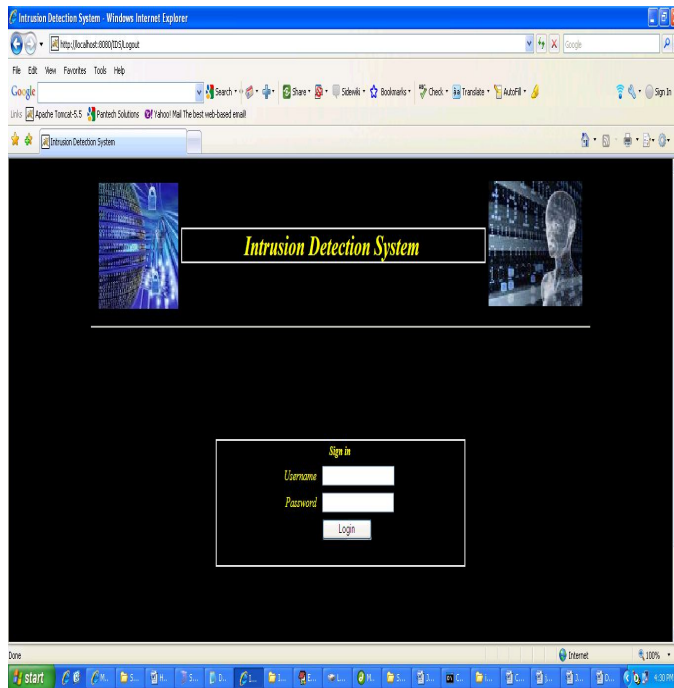 Intrusion Detection System - Windows Internet Explorer
http://localhost:8080/IDS/Logout
Google
File Edit View Favorites Tools Help
Google Search Share Sidewiki Bookmarks Check Translate AutoFill Sign In
Links Apache Tomcat-5.5 Pantech Solutions Yahoo! Mail The best web-based email!
Intrusion Detection System
Intrusion Detection System
Sign in
Username
Password
Login
Done Internet 100%
start 4:30 PM